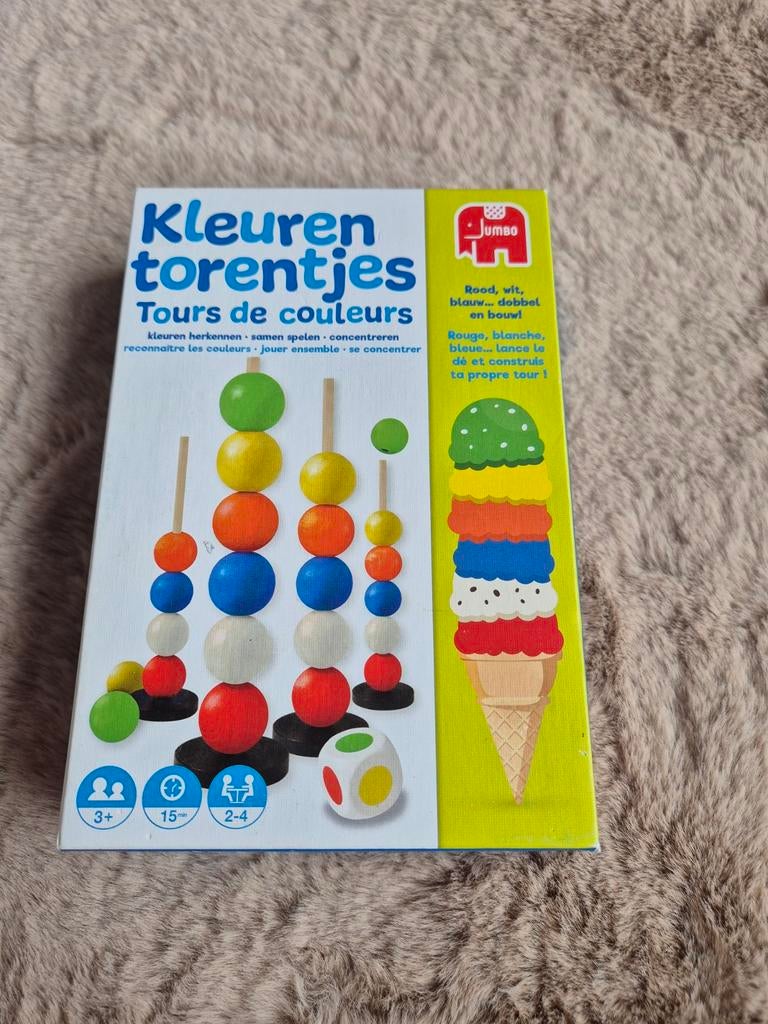 Kleuren
torentjes
Tours de couleurs
kleuren herkennen • samen spelen • concentreren
reconnaître les couleurs • jouer ensemble • se concentrer
JUMBO
Rood, wit,
blauw... dobbel
en bouw!
Rouge, blanche,
bleue... lance le
dé et construis
ta propre tour !
3+
15 min
2-4